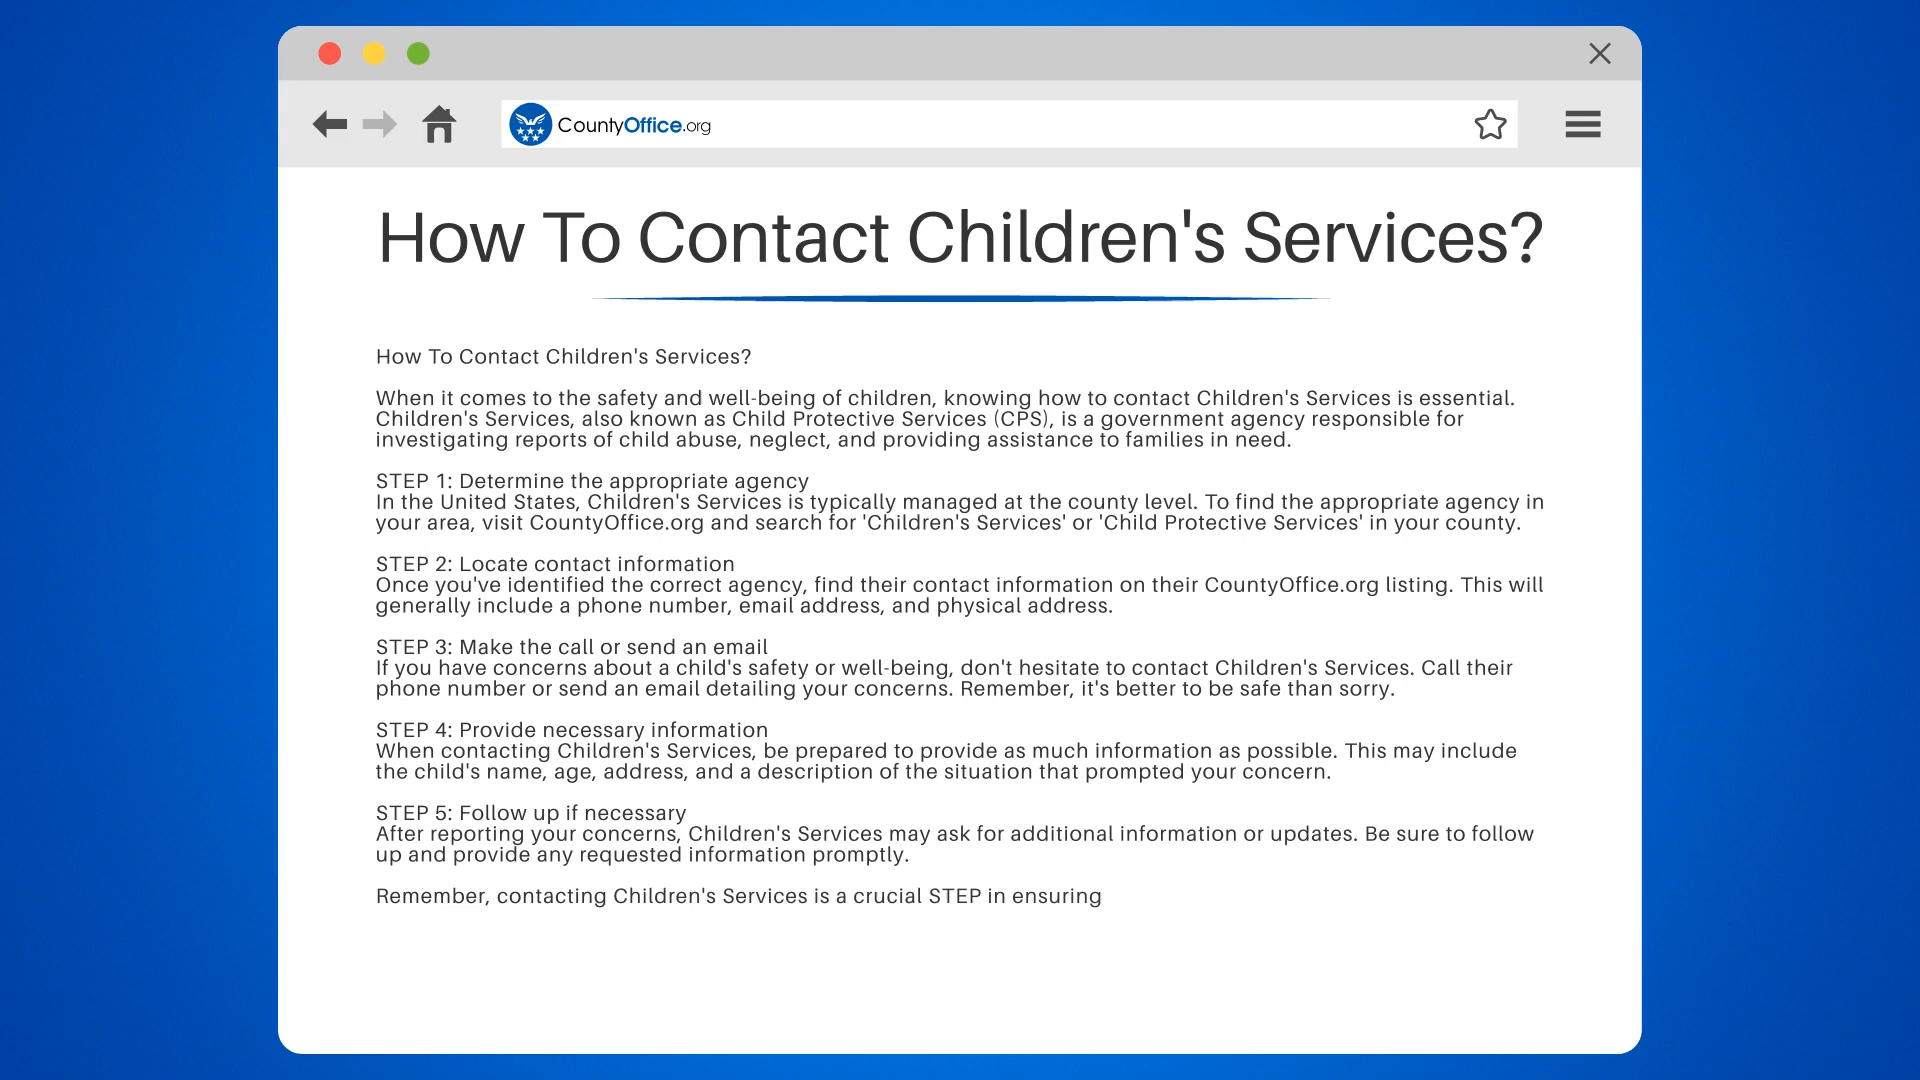 CountyOffice.org
How To Contact Children's Services?
How To Contact Children's Services?
When it comes to the safety and well-being of children, knowing how to contact Children's Services is essential.
Children's Services, also known as Child Protective Services (CPS), is a government agency responsible for
investigating reports of child abuse, neglect, and providing assistance to families in need.
STEP 1: Determine the appropriate agency
In the United States, Children's Services is typically managed at the county level. To find the appropriate agency in
your area, visit CountyOffice.org and search for 'Children's Services' or 'Child Protective Services' in your county.
STEP 2: Locate contact information
Once you've identified the correct agency, find their contact information on their CountyOffice.org listing. This will
generally include a phone number, email address, and physical address.
STEP 3: Make the call or send an email
If you have concerns about a child's safety or well-being, don't hesitate to contact Children's Services. Call their
phone number or send an email detailing your concerns. Remember, it's better to be safe than sorry.
STEP 4: Provide necessary information
When contacting Children's Services, be prepared to provide as much information as possible. This may include
the child's name, age, address, and a description of the situation that prompted your concern.
STEP 5: Follow up if necessary
After reporting your concerns, Children's Services may ask for additional information or updates. Be sure to follow
up and provide any requested information promptly.
Remember, contacting Children's Services is a crucial STEP in ensuring